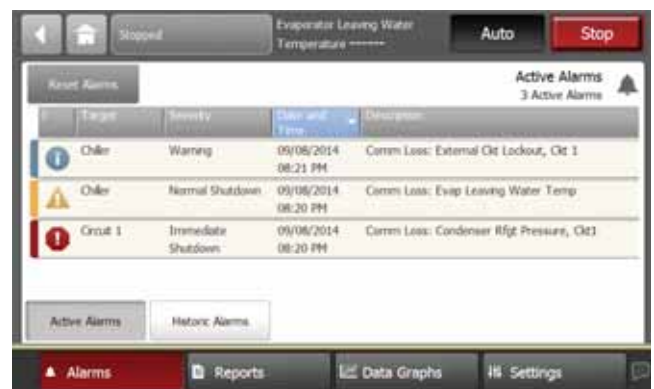 Stopped
Evaporator Leaving Water
Temperature ------
Auto
Stop
Reset Alarms
Active Alarms
3 Active Alarms
Target
Severity
Date and
Time
Description
Chiller
Warning
09/08/2014
08:21 PM
Comm Loss: External Ckt Lockout, Ckt 1
Chiller
Normal Shutdown
09/08/2014
08:20 PM
Comm Loss: Evap Leaving Water Temp
Circuit 1
Immediate
Shutdown
09/08/2014
08:20 PM
Comm Loss: Condenser Rfgt Pressure, Ckt1
Active Alarms
Historic Alarms
Alarms
Reports
Data Graphs
Settings